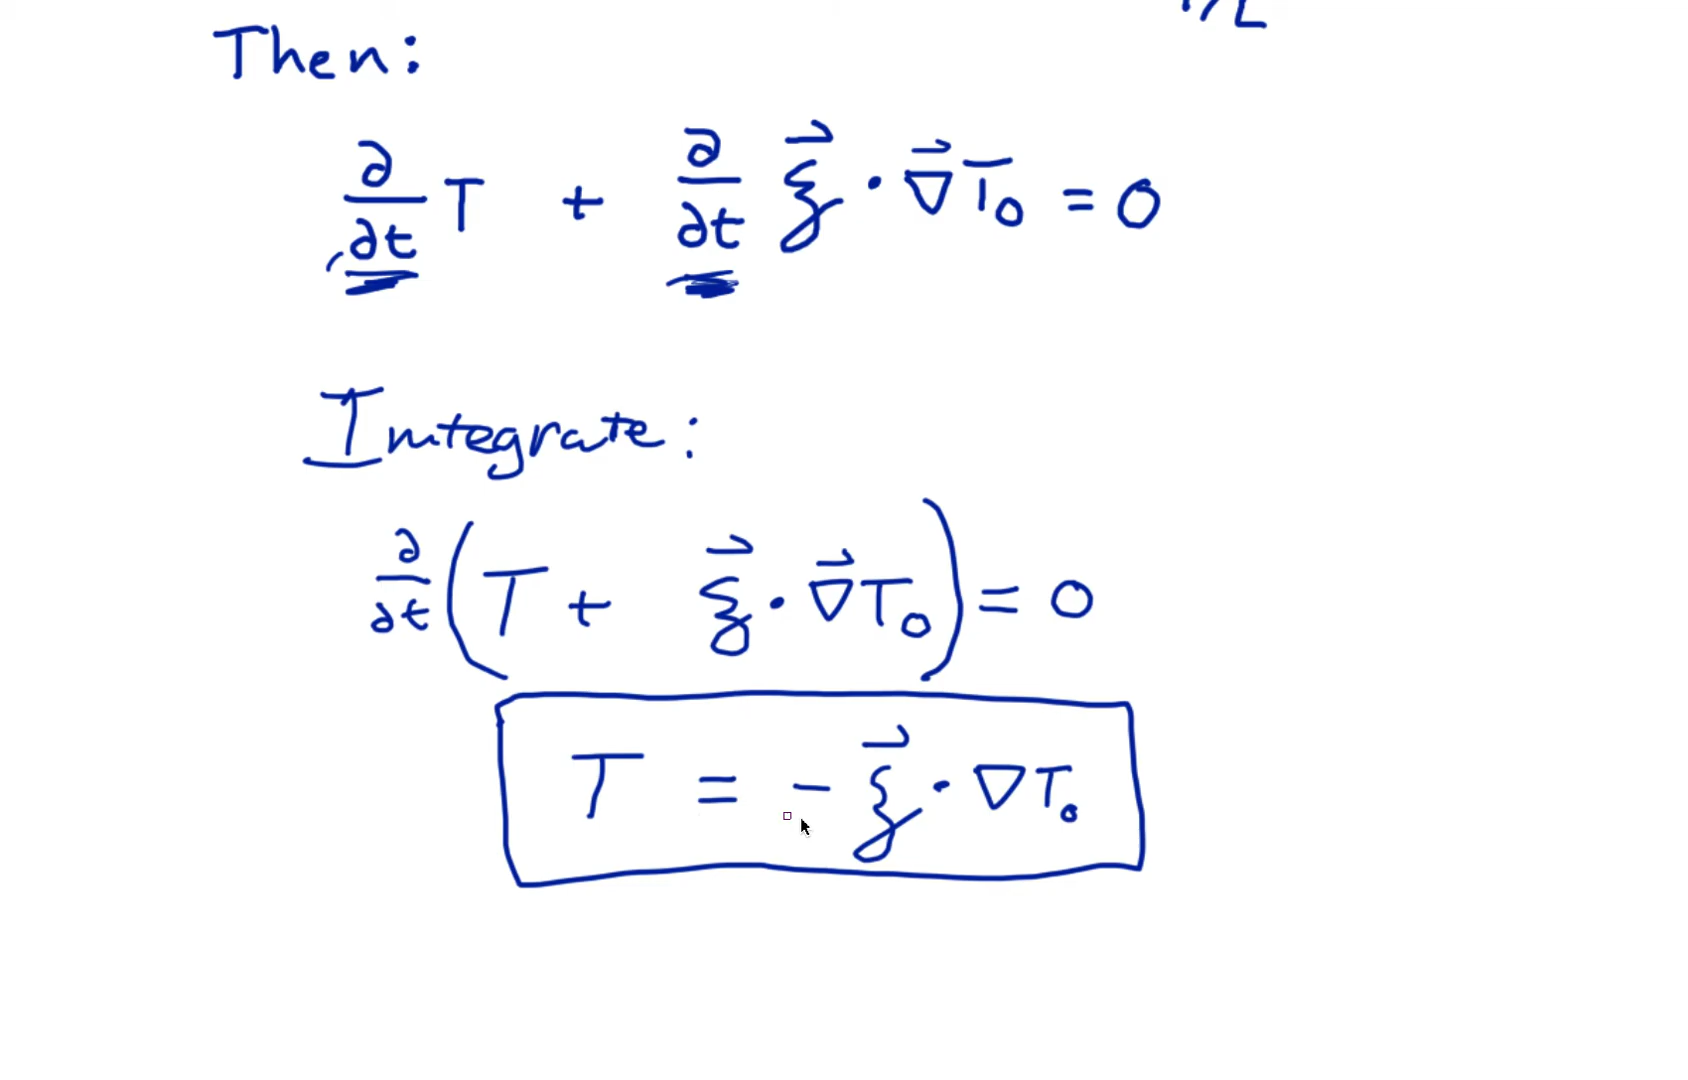 Then:
∂/∂t T + ∂/∂t ξ⃗ · ∇⃗T₀ = 0
Integrate:
∂/∂t (T + ξ⃗ · ∇⃗T₀) = 0
T = - ξ⃗ · ∇T₀